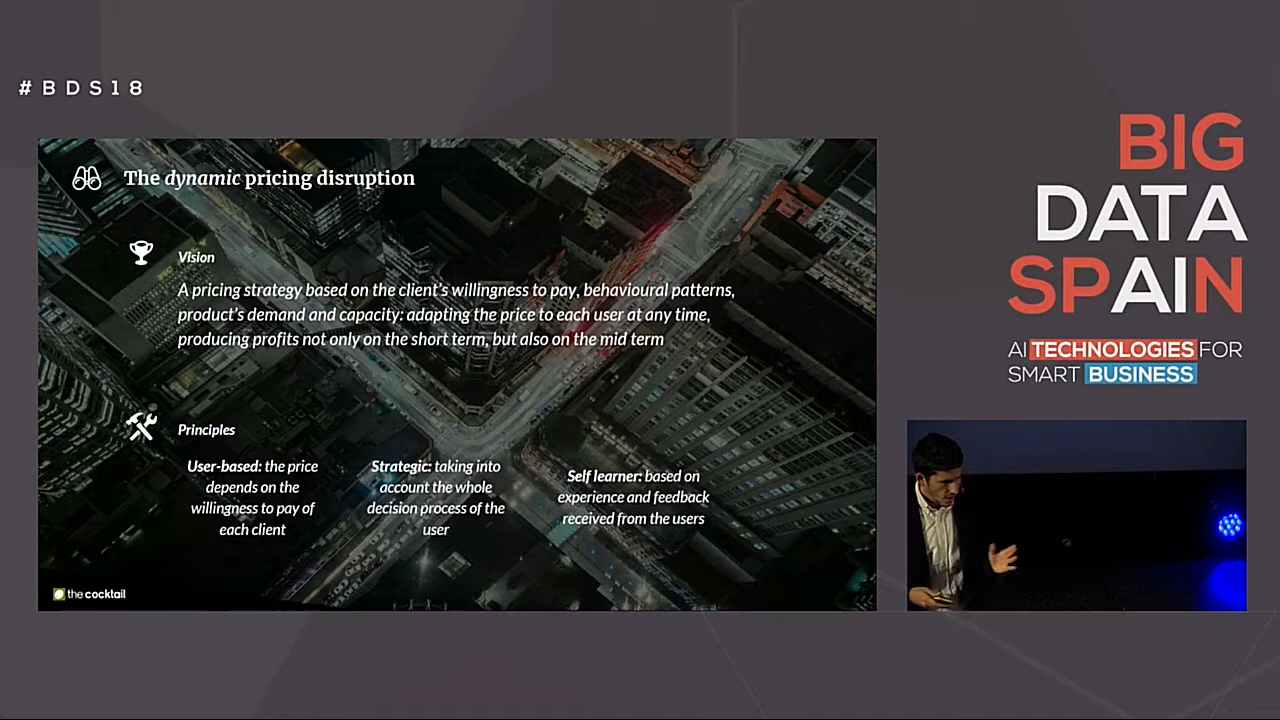 #BDS18
The dynamic pricing disruption
Vision
A pricing strategy based on the client's willingness to pay, behavioural patterns,
product's demand and capacity: adapting the price to each user at any time,
producing profits not only on the short term, but also on the mid term
Principles
User-based: the price
depends on the
willingness to pay of
each client
Strategic: taking into
account the whole
decision process of the
user
Self learner: based on
experience and feedback
received from the users
the cocktail
BIG
DATA
SPAIN
AI TECHNOLOGIES FOR
SMART BUSINESS